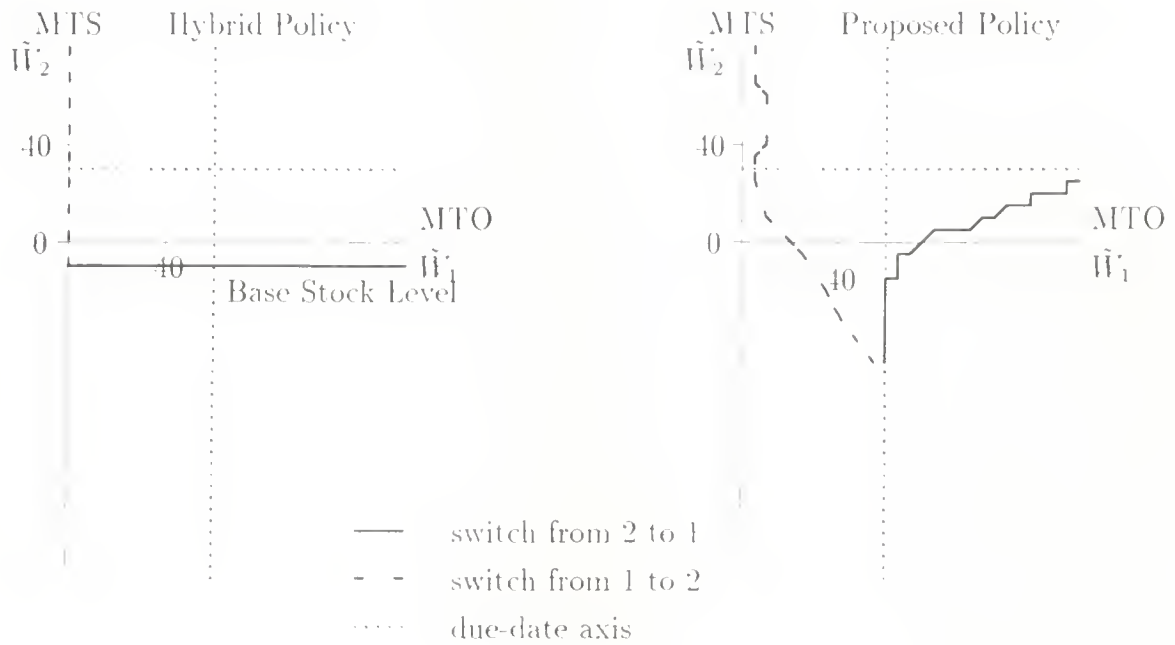 MTS Hybrid Policy
W̃₂
40
0
MTO
40
W̃₁
Base Stock Level
MTS Proposed Policy
W̃₂
40
0
MTO
40
W̃₁
switch from 2 to 1
switch from 1 to 2
due-date axis